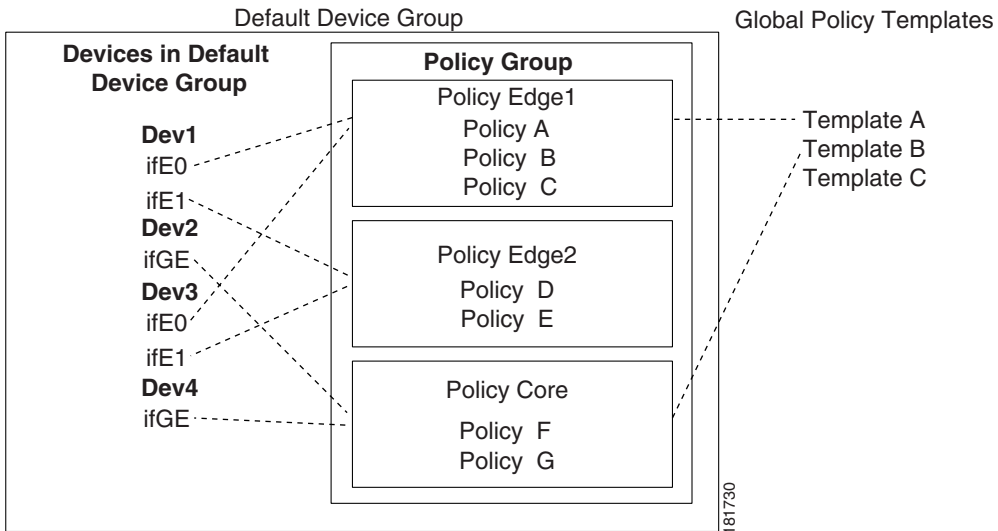 Default Device Group
Global Policy Templates
Devices in Default
Device Group
Dev1
ifE0
ifE1
Dev2
ifGE
Dev3
ifE0
ifE1
Dev4
ifGE
Policy Group
Policy Edge1
Policy A
Policy B
Policy C
Policy Edge2
Policy D
Policy E
Policy Core
Policy F
Policy G
Template A
Template B
Template C
181730